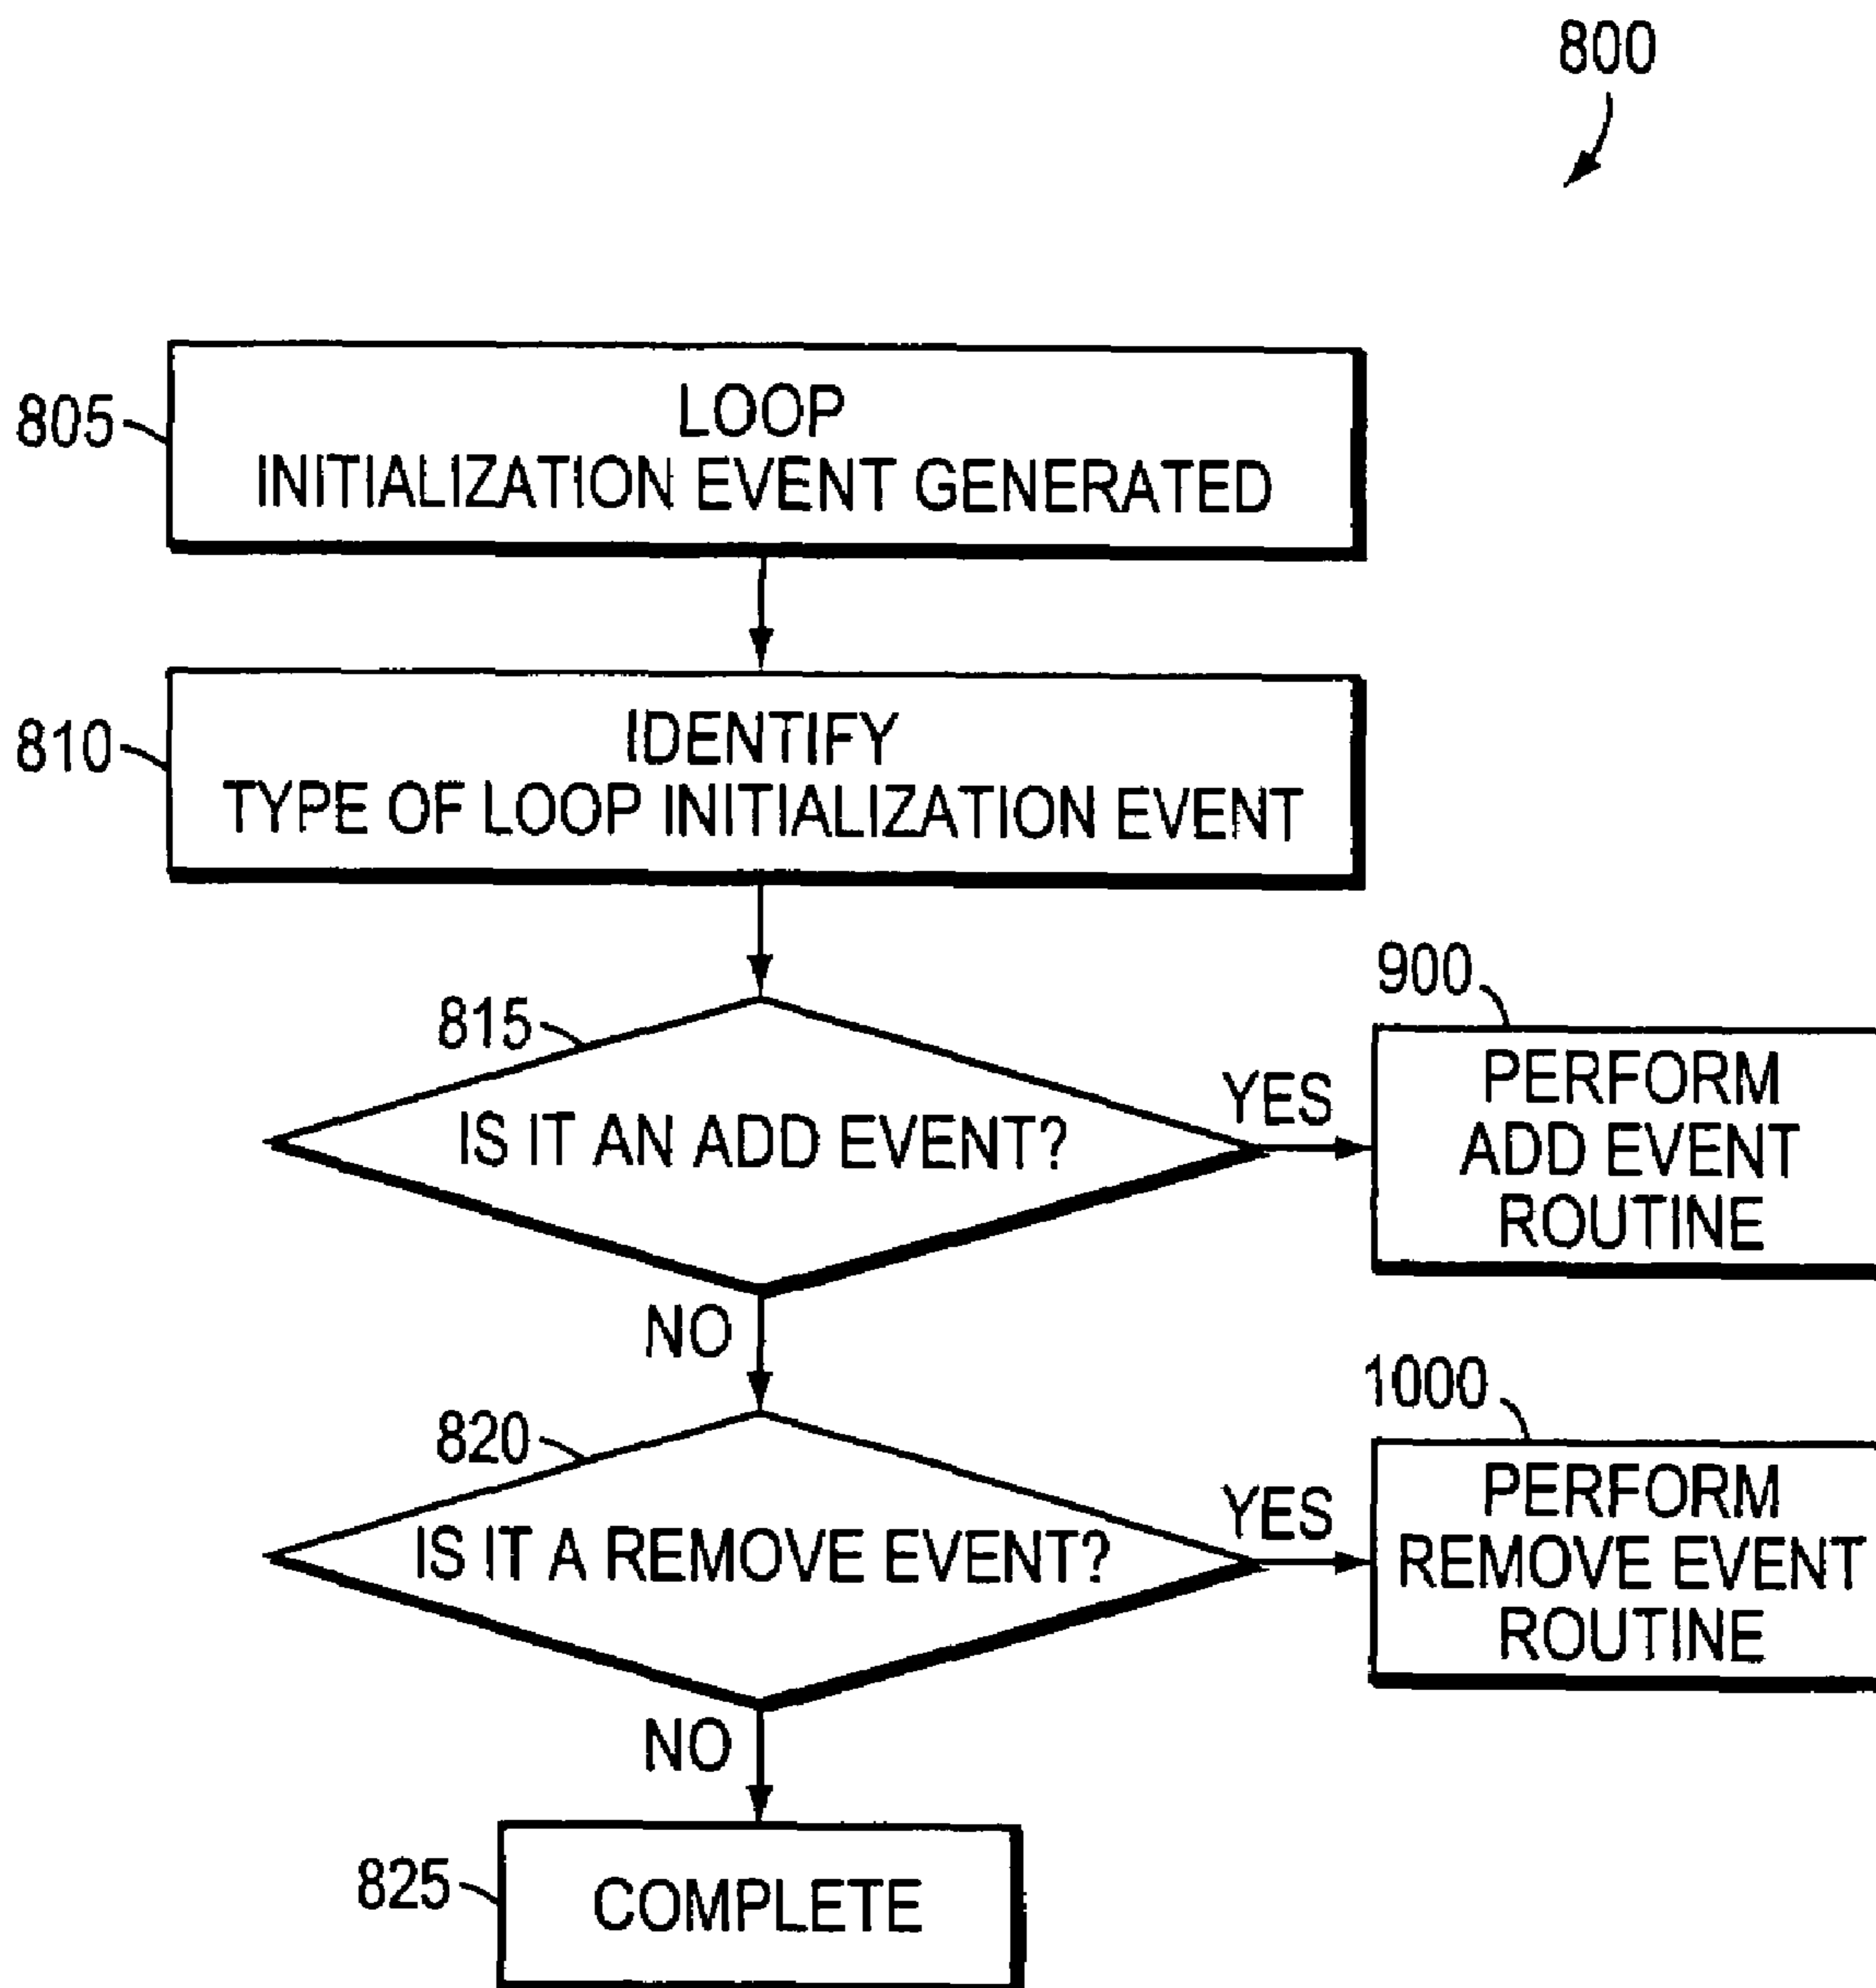 800
805
LOOP
INITIALIZATION EVENT GENERATED
810
IDENTIFY
TYPE OF LOOP INITIALIZATION EVENT
815
IS IT AN ADD EVENT?
YES
900
PERFORM
ADD EVENT
ROUTINE
NO
820
IS IT A REMOVE EVENT?
YES
1000
PERFORM
REMOVE EVENT
ROUTINE
NO
825
COMPLETE